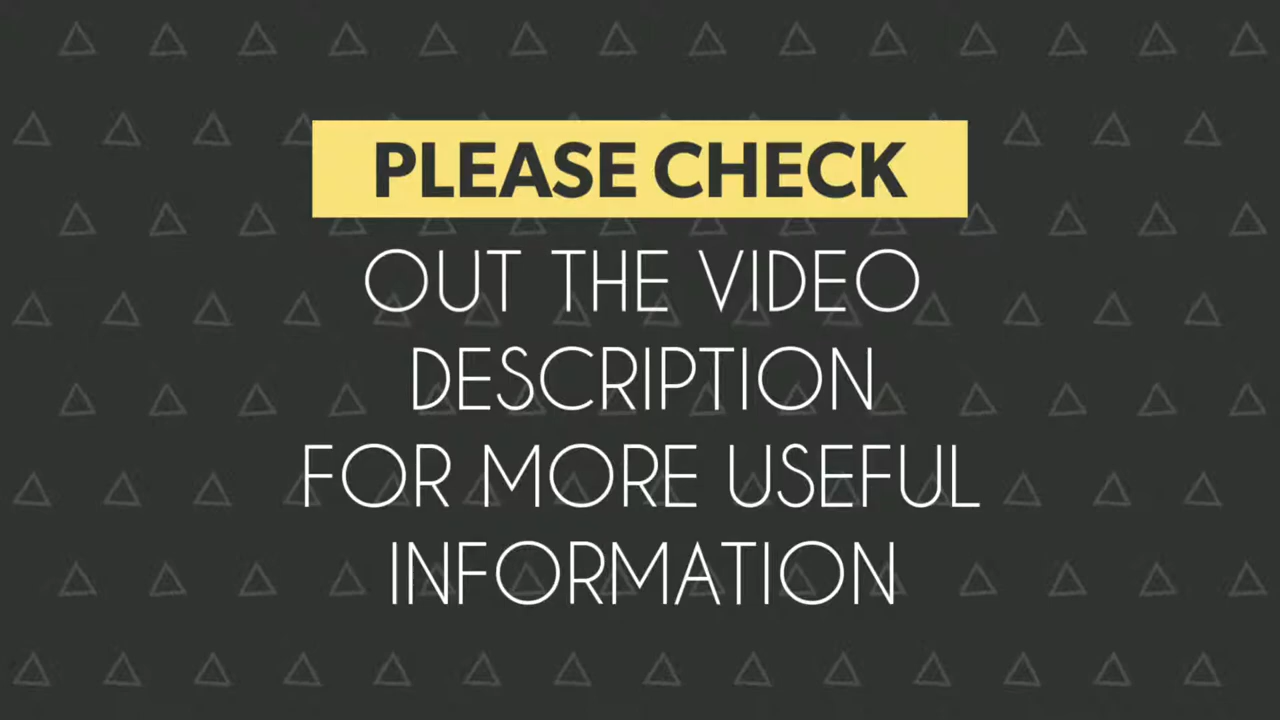 PLEASE CHECK
OUT THE VIDEO
DESCRIPTION
FOR MORE USEFUL
INFORMATION